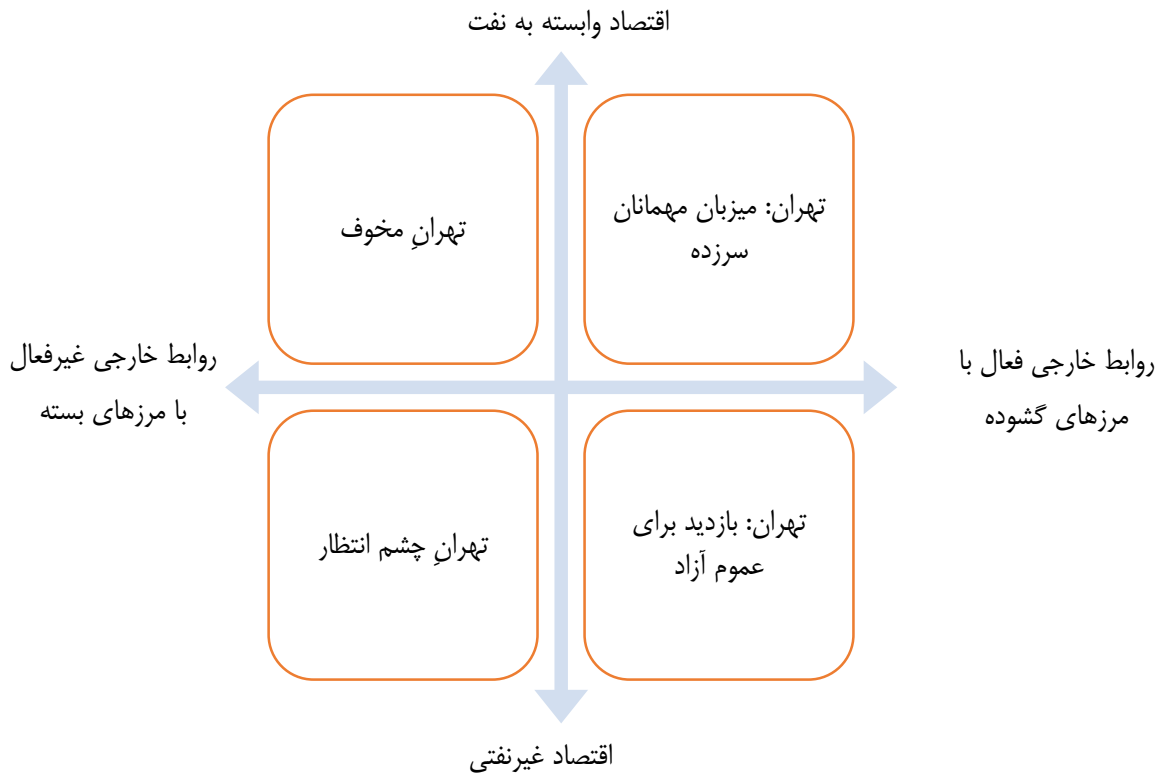 اقتصاد وابسته به نفت
تهران: میزبان مهمانان
سرزده
تهرانِ مخوف
روابط خارجی فعال با
مرزهای گشوده
روابط خارجی غیرفعال
با مرزهای بسته
تهران: بازدید برای
عموم آزاد
تهرانِ چشم انتظار
اقتصاد غیرنفتی